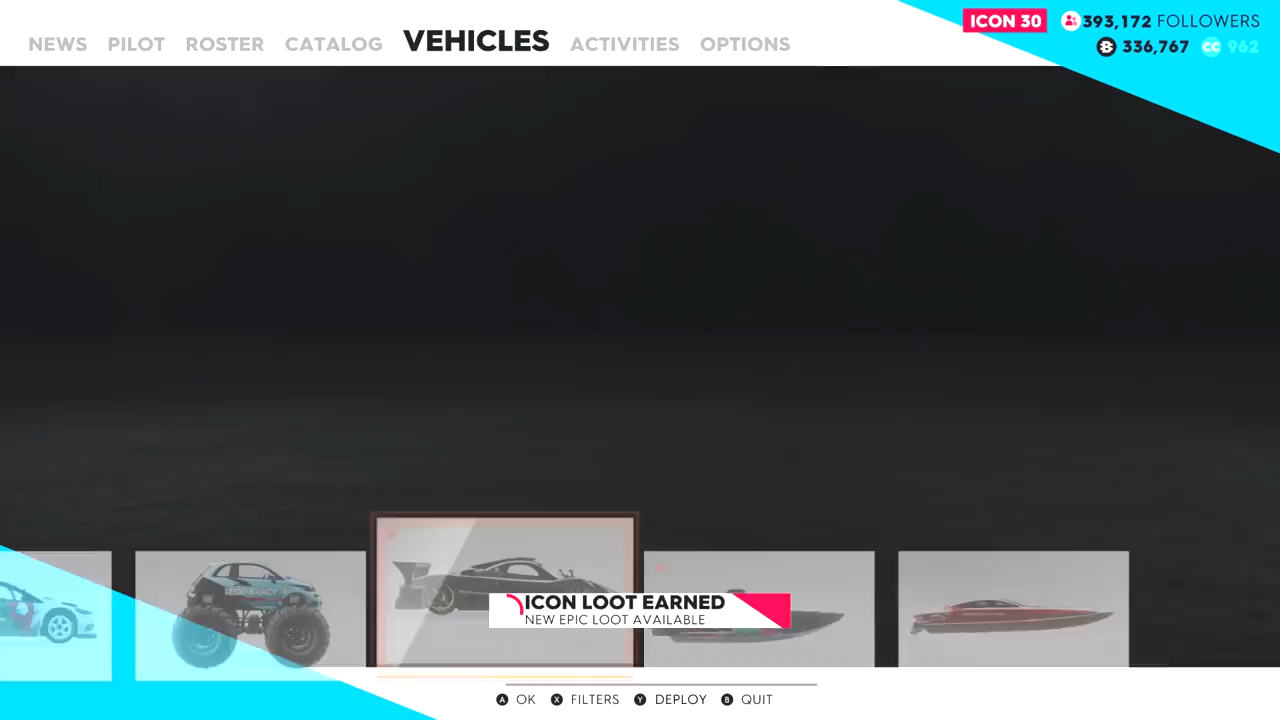 ICON 30 393,172 FOLLOWERS
NEWS PILOT ROSTER CATALOG VEHICLES ACTIVITIES OPTIONS
336,767 CC 962
ICON LOOT EARNED
NEW EPIC LOOT AVAILABLE
A OK X FILTERS Y DEPLOY B QUIT